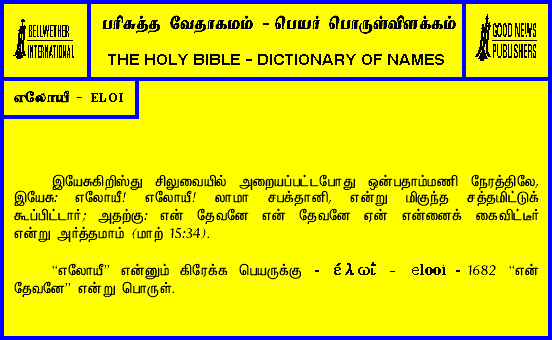 BELLWETHER
INTERNATIONAL
பரிசுத்த வேதாகமம் - பெயர் பொருள்விளக்கம்
THE HOLY BIBLE - DICTIONARY OF NAMES
GOOD NEWS
PUBLISHERS
எலோயீ - ELOI
இயேசுகிறிஸ்து சிலுவையில் அறையப்பட்டபோது ஒன்பதாம்மணி நேரத்திலே,
இயேசு: எலோயீ! எலோயீ! லாமா சபக்தானி, என்று மிகுந்த சத்தமிட்டுக்
கூப்பிட்டார்; அதற்கு: என் தேவனே என் தேவனே ஏன் என்னைக் கைவிட்டீர்
என்று அர்த்தமாம் (மாற் 15:34).
“எலோயீ” என்னும் கிரேக்க பெயருக்கு - ἐλωΐ - elooi - 1682 “என்
தேவனே” என்று பொருள்.